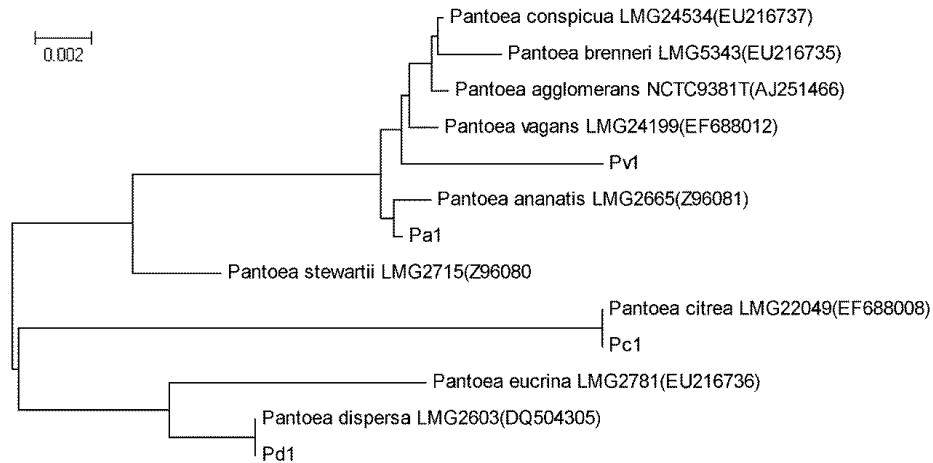 Pantoea conspicua LMG24534(EU216737)
0.002
Pantoea brenneri LMG5343(EU216735)
Pantoea agglomerans NCTC9381T(AJ251466)
Pantoea vagans LMG24199(EF688012)
Pv1
Pantoea ananatis LMG2665(Z96081)
Pa1
Pantoea stewartii LMG2715(Z96080
Pantoea citrea LMG22049(EF688008)
Pc1
Pantoea eucrina LMG2781(EU216736)
Pantoea dispersa LMG2603(DQ504305)
Pd1